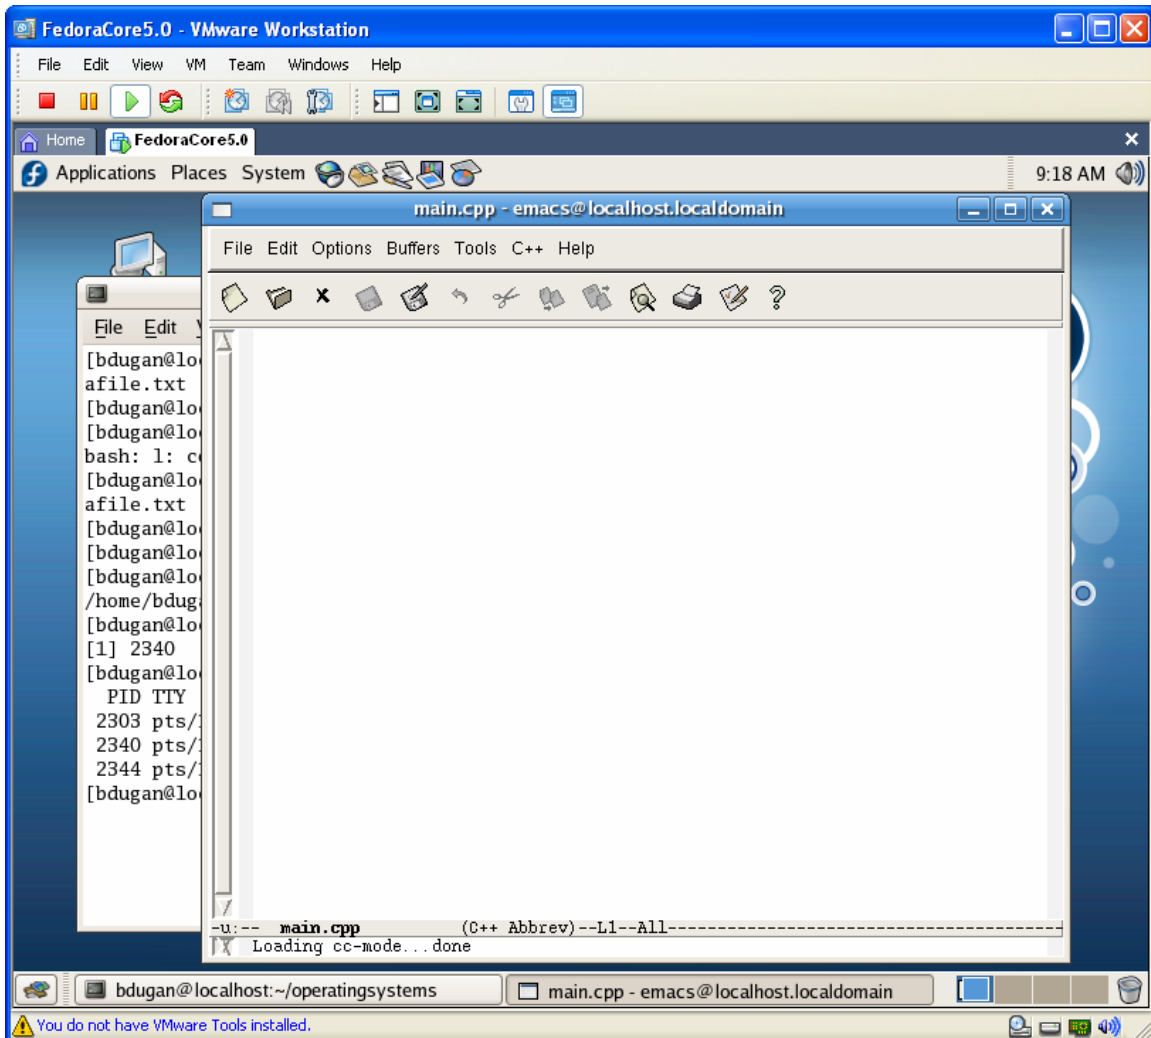 FedoraCore5.0 - VMware Workstation
File Edit View VM Team Windows Help
Home FedoraCore5.0
Applications Places System 9:18 AM
main.cpp - emacs@localhost.localdomain
File Edit Options Buffers Tools C++ Help
File Edit
[bdugan@lo
afile.txt
[bdugan@lo
[bdugan@lo
bash: l: c
[bdugan@lo
afile.txt
[bdugan@lo
[bdugan@lo
[bdugan@lo
/home/bduga
[bdugan@lo
[1] 2340
[bdugan@lo
PID TTY
2303 pts/1
2340 pts/1
2344 pts/1
[bdugan@lo
-u:-- main.cpp (C++ Abbrev)--L1--All----------------------------------------
Loading cc-mode...done
bdugan@localhost:~/operatingsystems main.cpp - emacs@localhost.localdomain
You do not have VMware Tools installed.